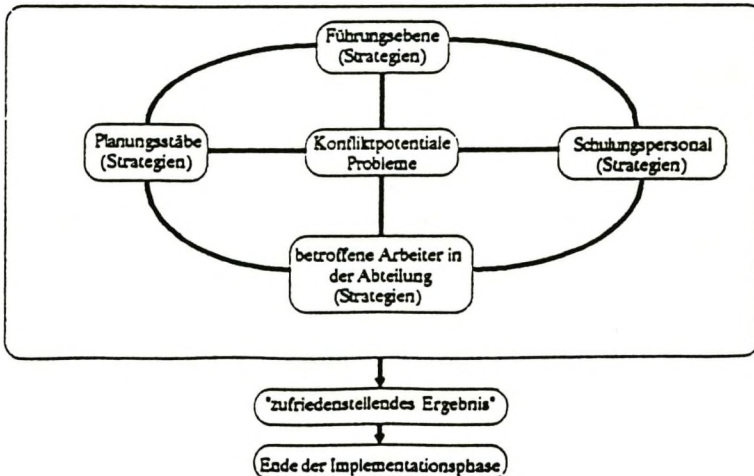 Führungsebene
(Strategien)
Planungsstäbe
(Strategien)
Konfliktpotentiale
Probleme
Schulungspersonal
(Strategien)
betroffene Arbeiter in
der Abteilung
(Strategien)
"zufriedenstellendes Ergebnis"
Ende der Implementationsphase